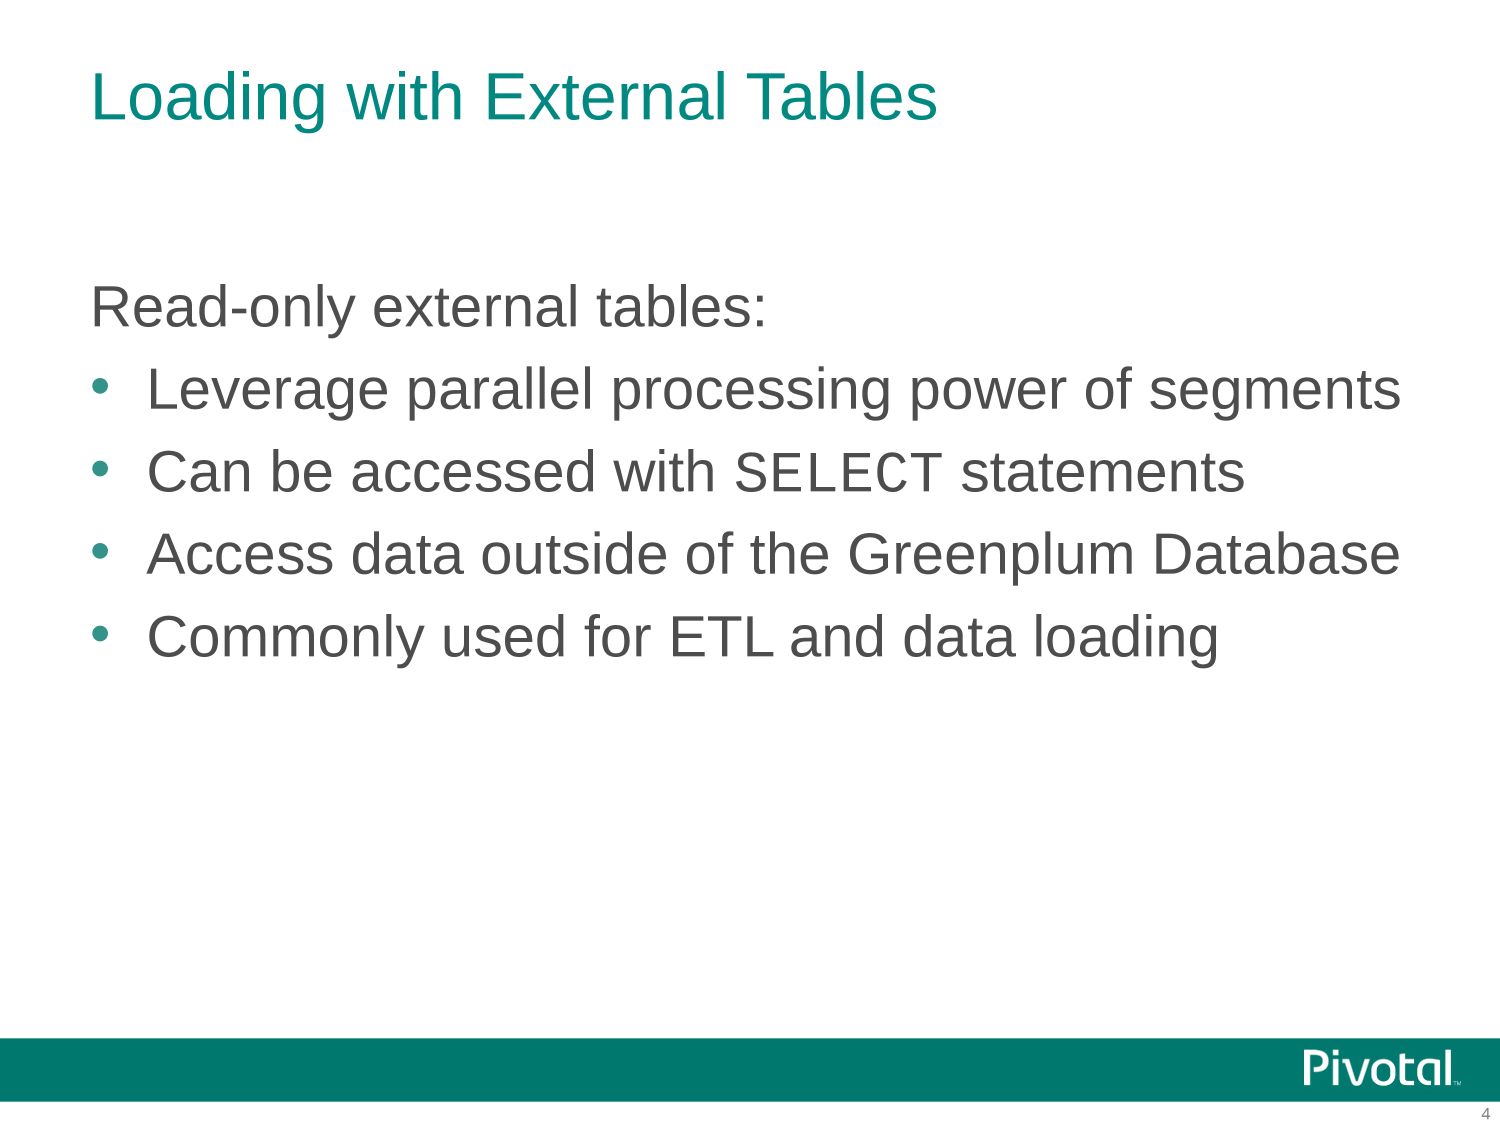 Loading with External Tables
Read-only external tables:
• Leverage parallel processing power of segments
• Can be accessed with SELECT statements
• Access data outside of the Greenplum Database
• Commonly used for ETL and data loading
Pivotal™
4